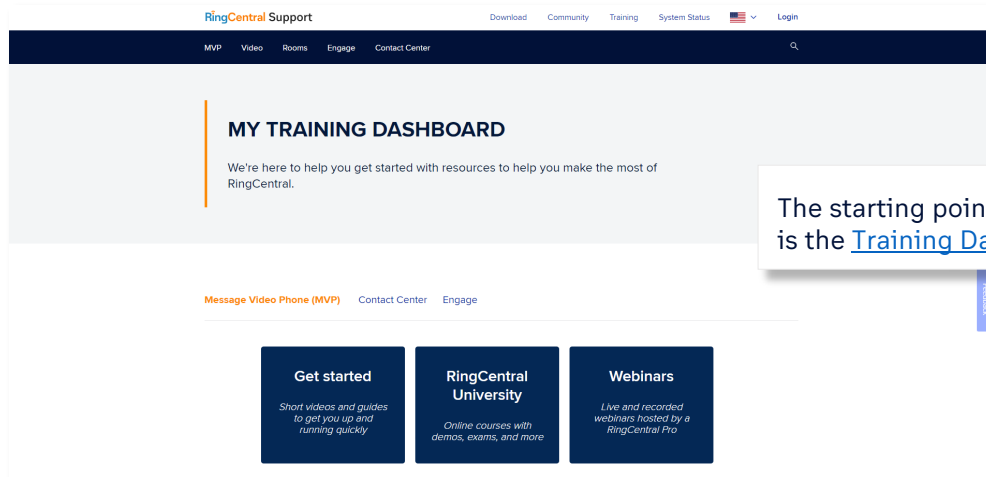 RingCentral Support
Download Community Training System Status Login
MVP Video Rooms Engage Contact Center
MY TRAINING DASHBOARD
We're here to help you get started with resources to help you make the most of
RingCentral.
The starting poin
is the Training Da
Message Video Phone (MVP) Contact Center Engage
Get started
Short videos and guides
to get you up and
running quickly
RingCentral
University
Online courses with
demos, exams, and more
Webinars
Live and recorded
webinars hosted by a
RingCentral Pro